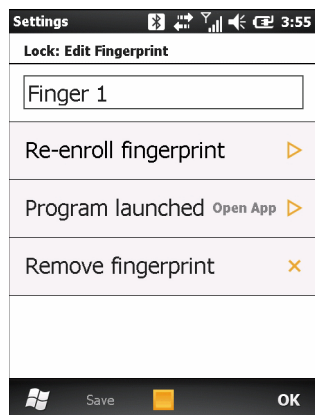 Settings 3:55
Lock: Edit Fingerprint
Finger 1
Re-enroll fingerprint
Program launched Open App
Remove fingerprint
Save OK